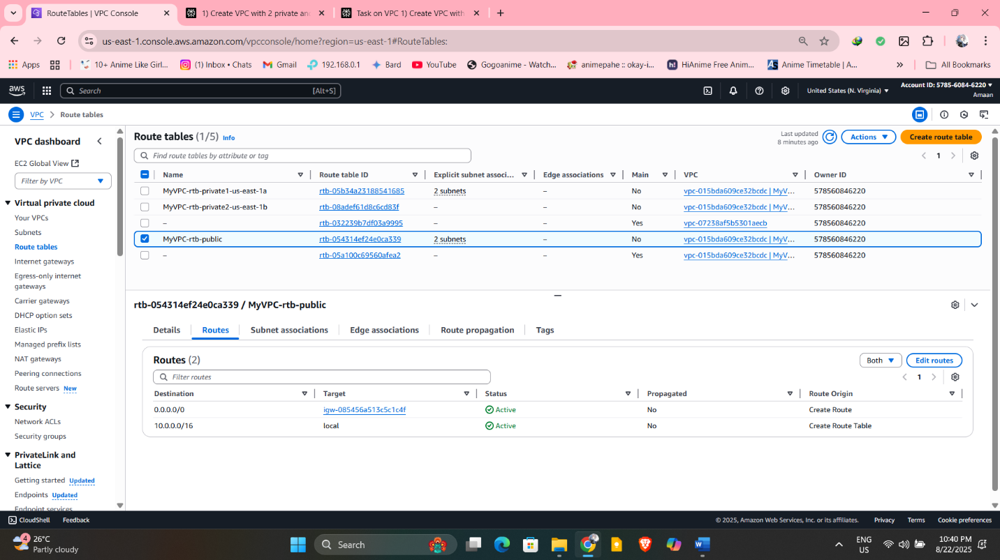 RouteTables | VPC Console
1) Create VPC with 2 private an
Task on VPC 1) Create VPC with
us-east-1.console.aws.amazon.com/vpcconsole/home?region=us-east-1#RouteTables:
Apps
10+ Anime Like Girl...
(1) Inbox • Chats
Gmail
192.168.0.1
Bard
YouTube
Gogoanime - Watch...
animepahe :: okay-i...
HiAnime Free Anim...
Anime Timetable | A...
All Bookmarks
aws
Search [Alt+S]
United States (N. Virginia)
Account ID: 5785-6084-6220
Amaan
VPC > Route tables
VPC dashboard
EC2 Global View
Filter by VPC
Virtual private cloud
Your VPCs
Subnets
Route tables
Internet gateways
Egress-only internet
gateways
Carrier gateways
DHCP option sets
Elastic IPs
Managed prefix lists
NAT gateways
Peering connections
Route servers New
Security
Network ACLs
Security groups
PrivateLink and
Lattice
Getting started Updated
Endpoints Updated
Endpoint services
Route tables (1/5) Info
Last updated
8 minutes ago
Actions
Create route table
Find route tables by attribute or tag
1
Name Route table ID Explicit subnet associ... Edge associations Main VPC Owner ID
MyVPC-rtb-private1-us-east-1a rtb-05b34a23188541685 2 subnets – No vpc-015bda609ce32bcdc | MyV... 578560846220
MyVPC-rtb-private2-us-east-1b rtb-08adef61d8c6cd83f – – No vpc-015bda609ce32bcdc | MyV... 578560846220
– rtb-032239b7df03a9995 – – Yes vpc-07238af5b5301aecb 578560846220
MyVPC-rtb-public rtb-054314ef24e0ca339 2 subnets – No vpc-015bda609ce32bcdc | MyV... 578560846220
– rtb-05a100c69560afea2 – – Yes vpc-015bda609ce32bcdc | MyV... 578560846220
rtb-054314ef24e0ca339 / MyVPC-rtb-public
Details Routes Subnet associations Edge associations Route propagation Tags
Routes (2)
Both
Edit routes
Filter routes
1
Destination Target Status Propagated Route Origin
0.0.0.0/0 igw-085456a513c5c1c4f Active No Create Route
10.0.0.0/16 local Active No Create Route Table
CloudShell Feedback
© 2025, Amazon Web Services, Inc. or its affiliates. Privacy Terms Cookie preferences
4
26°C
Partly cloudy
Search
ENG
US
10:40 PM
8/22/2025